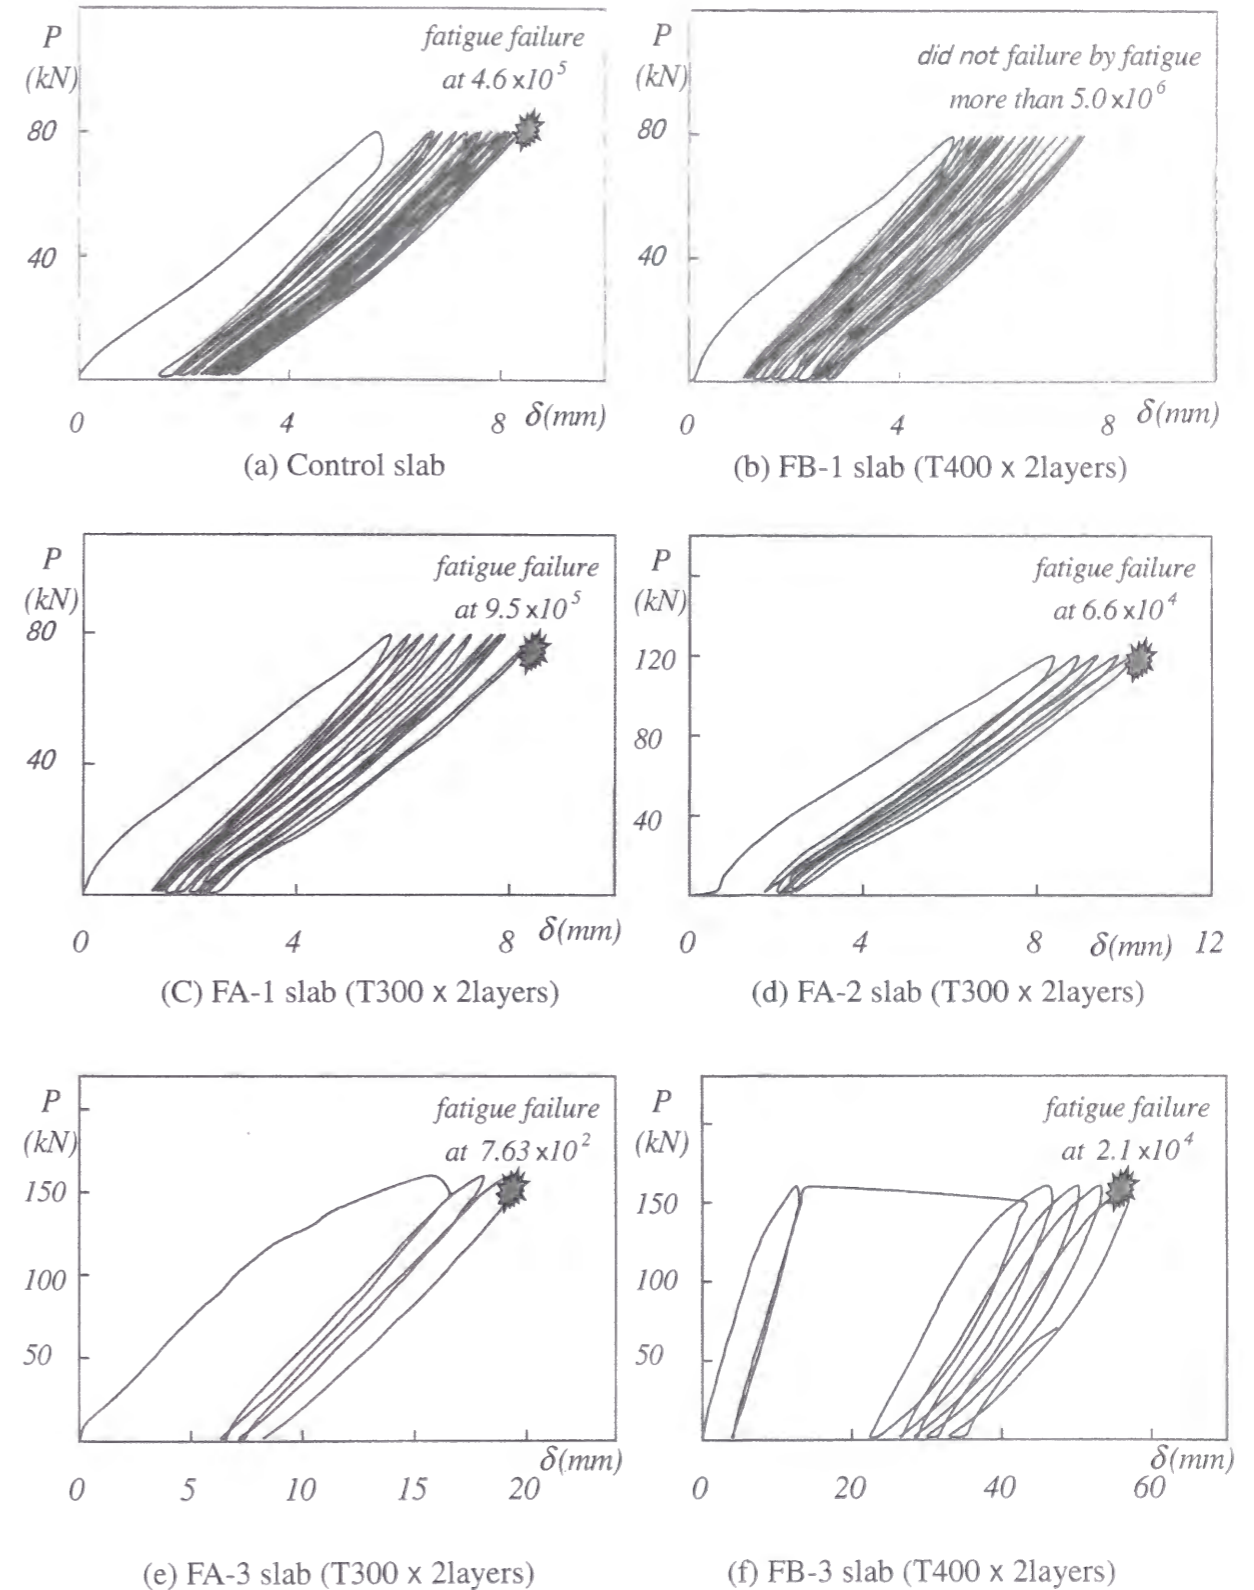 P
(kN)
80
40
fatigue failure
at 4.6 x10^5
0
4
8
δ(mm)
(a) Control slab
P
(kN)
80
40
did not failure by fatigue
more than 5.0 x10^6
0
4
8
δ(mm)
(b) FB-1 slab (T400 x 2layers)
P
(kN)
80
40
fatigue failure
at 9.5 x10^5
0
4
8
δ(mm)
(C) FA-1 slab (T300 x 2layers)
P
(kN)
120
80
40
fatigue failure
at 6.6 x10^4
0
4
8
δ(mm)
12
(d) FA-2 slab (T300 x 2layers)
P
(kN)
150
100
50
fatigue failure
at 7.63 x10^2
δ(mm)
0
5
10
15
20
(e) FA-3 slab (T300 x 2layers)
P
(kN)
150
100
50
fatigue failure
at 2.1 x10^4
δ(mm)
0
20
40
60
(f) FB-3 slab (T400 x 2layers)